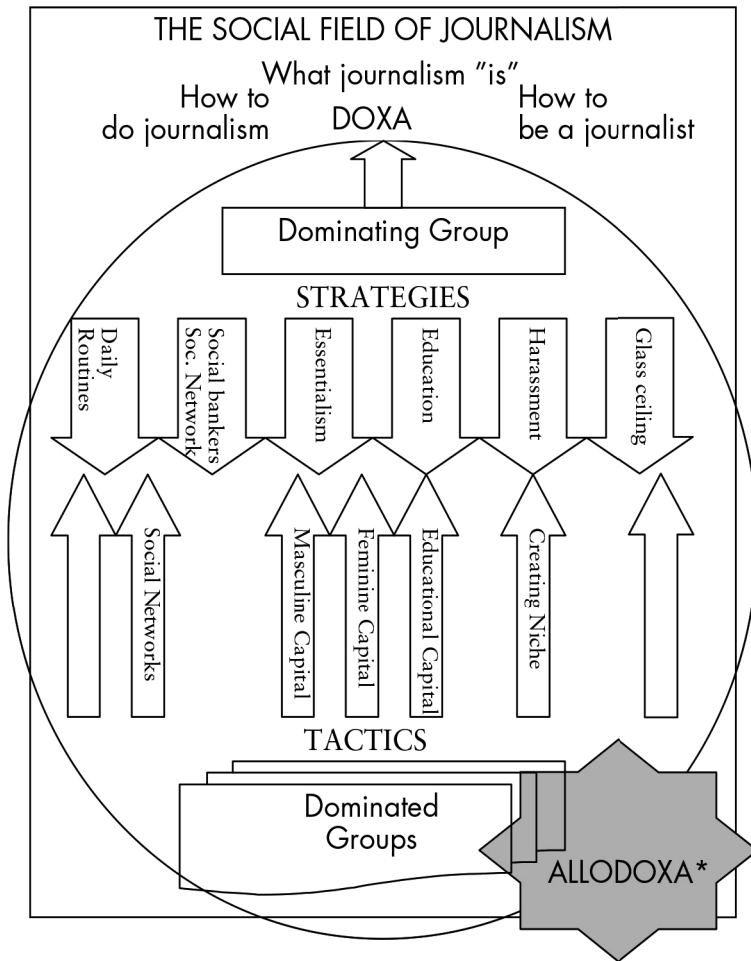 THE SOCIAL FIELD OF JOURNALISM
What journalism "is"
How to
do journalism
DOXA
How to
be a journalist
Dominating Group
STRATEGIES
Daily
Routines
Social bankers
Soc. Network
Essentialism
Education
Harassment
Glass ceiling
Social Networks
Masculine Capital
Feminine Capital
Educational Capital
Creating Niche
TACTICS
Dominated
Groups
ALLODOXA*